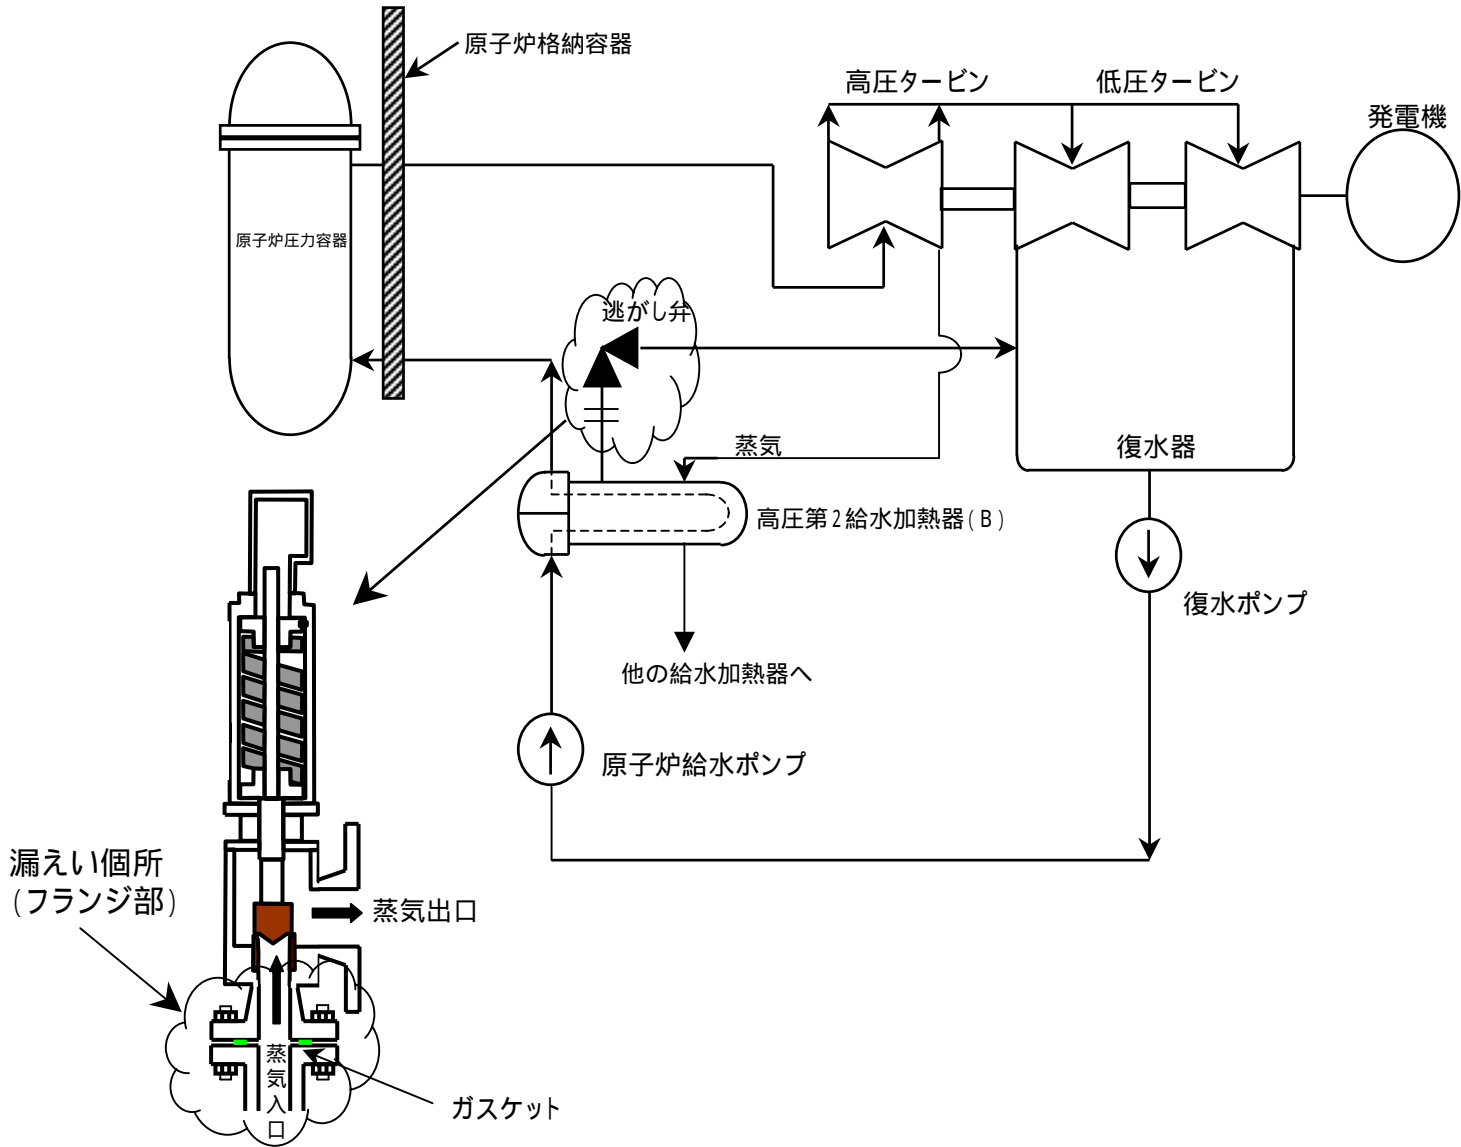 原子炉格納容器
高圧タービン
低圧タービン
発電機
原子炉圧力容器
逃がし弁
蒸気
復水器
高圧第2給水加熱器(B)
復水ポンプ
他の給水加熱器へ
原子炉給水ポンプ
漏えい個所
(フランジ部)
蒸気出口
蒸気入口
ガスケット